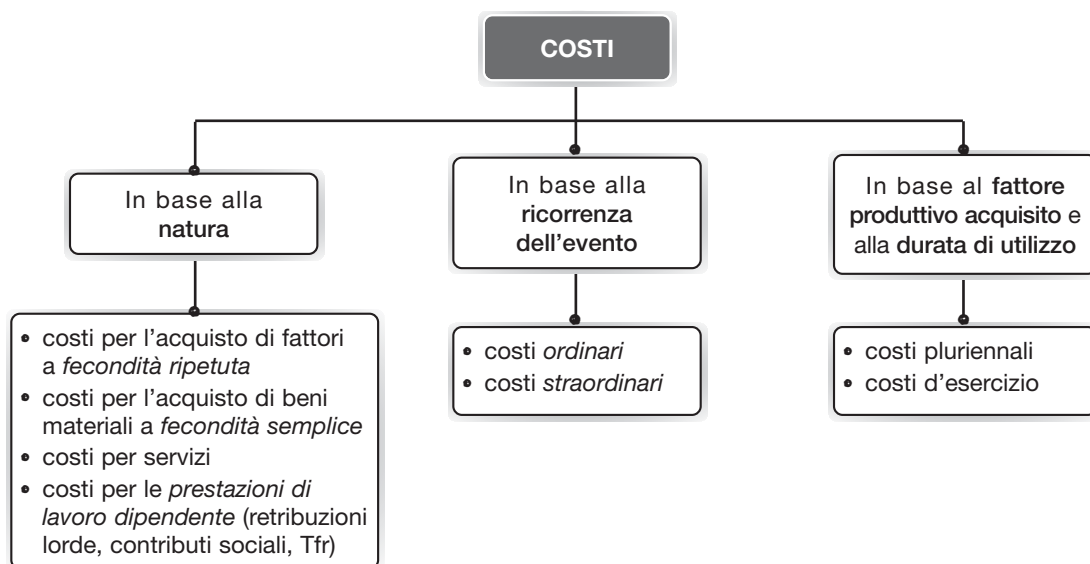 COSTI
In base alla
natura
In base alla
ricorrenza
dell'evento
In base al fattore
produttivo acquisito e
alla durata di utilizzo
• costi per l'acquisto di fattori
a fecondità ripetuta
• costi per l'acquisto di beni
materiali a fecondità semplice
• costi per servizi
• costi per le prestazioni di
lavoro dipendente (retribuzioni
lorde, contributi sociali, Tfr)
• costi ordinari
• costi straordinari
• costi pluriennali
• costi d'esercizio